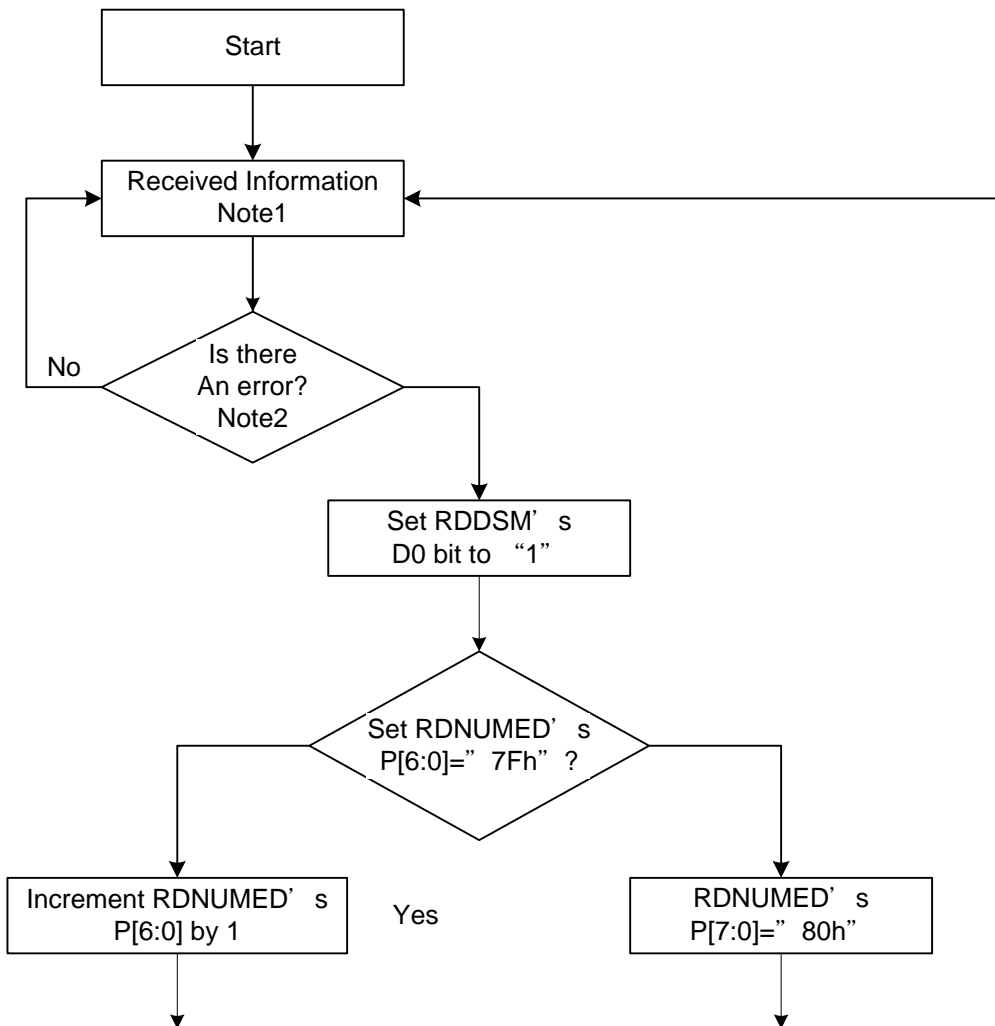 Start
Received Information
Note1
Is there
An error?
Note2
No
Set RDDSM’ s
D0 bit to “1”
Set RDNUMED’ s
P[6:0]=” 7Fh” ?
Increment RDNUMED’ s
P[6:0] by 1
Yes
RDNUMED’ s
P[7:0]=” 80h”